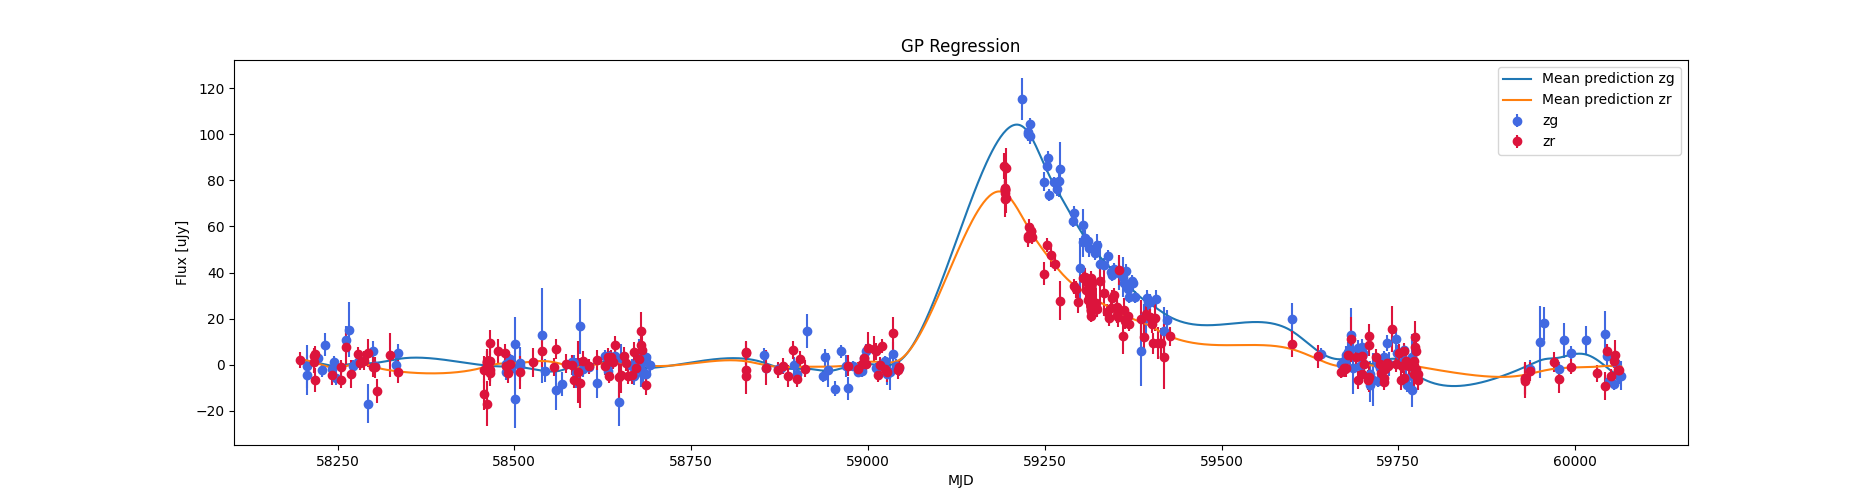 GP Regression
Flux [uJy]
120
100
80
60
40
20
0
−20
58250 58500 58750 59000 59250 59500 59750 60000
MJD
Mean prediction zg
Mean prediction zr
zg
zr